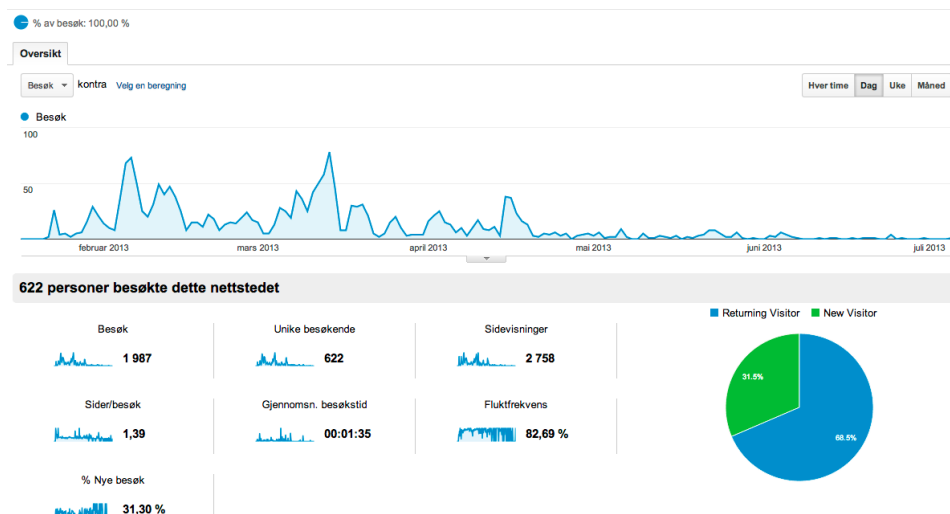 % av besøk: 100,00 %
Oversikt
Besøk kontra Velg en beregning Hver time Dag Uke Måned
Besøk
100
50
februar 2013 mars 2013 april 2013 mai 2013 juni 2013 juli 2013
622 personer besøkte dette nettstedet
Returning Visitor New Visitor
Besøk Unike besøkende Sidevisninger
1 987 622 2 758
31.5%
Sider/besøk Gjennomsn. besøkstid Fluktfrekvens
1,39 00:01:35 82,69 %
68.5%
% Nye besøk
31,30 %